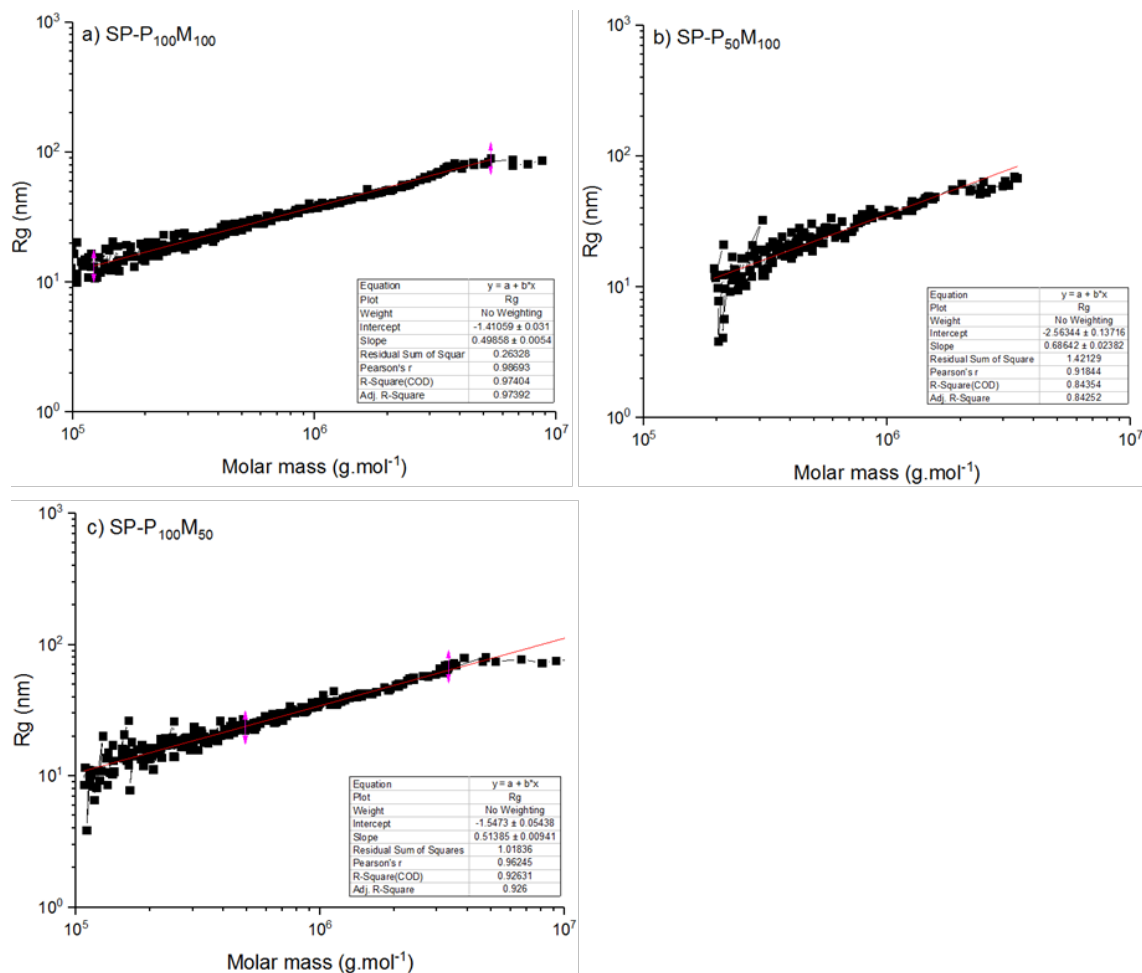 a) SP-P₁₀₀M₁₀₀
10³
10²
10¹
10⁰
Rg (nm)
10⁵ 10⁶ 10⁷
Molar mass (g.mol⁻¹)
Equation y = a + b*x
Plot Rg
Weight No Weighting
Intercept -1.41059 ± 0.031
Slope 0.49858 ± 0.0054
Residual Sum of Squar 0.26328
Pearson's r 0.98693
R-Square(COD) 0.97404
Adj. R-Square 0.97392
b) SP-P₅₀M₁₀₀
10³
10²
10¹
10⁰
Rg (nm)
10⁵ 10⁶ 10⁷
Molar mass (g.mol⁻¹)
Equation y = a + b*x
Plot Rg
Weight No Weighting
Intercept -2.56344 ± 0.13716
Slope 0.68642 ± 0.02382
Residual Sum of Square 1.42129
Pearson's r 0.91844
R-Square(COD) 0.84354
Adj. R-Square 0.84252
c) SP-P₁₀₀M₅₀
10³
10²
10¹
10⁰
Rg (nm)
10⁵ 10⁶ 10⁷
Molar mass (g.mol⁻¹)
Equation y = a + b*x
Plot Rg
Weight No Weighting
Intercept -1.5473 ± 0.05438
Slope 0.51385 ± 0.00941
Residual Sum of Squares 1.01836
Pearson's r 0.96245
R-Square(COD) 0.92631
Adj. R-Square 0.926